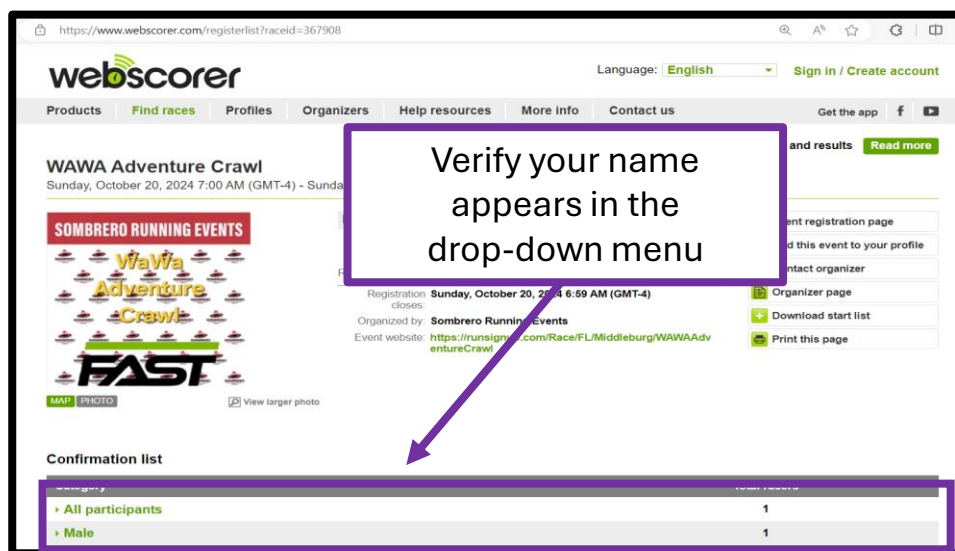 https://www.webscorer.com/registerlist?raceid=367908
webscorer
Language: English
Sign in / Create account
Products Find races Profiles Organizers Help resources More info Contact us
Get the app
and results Read more
WAWA Adventure Crawl
Sunday, October 20, 2024 7:00 AM (GMT-4) - Sunda
Verify your name
appears in the
drop-down menu
SOMBRERO RUNNING EVENTS
WaWa
Adventure
Crawl
FAST
MAP PHOTO
View larger photo
Registration closes: Sunday, October 20, 2024 6:59 AM (GMT-4)
Organized by: Sombrero Running Events
Event website: https://runsignup.com/Race/FL/Middleburg/WAWAAdv
entureCrawl
registration page
this event to your profile
organizer
Organizer page
Download start list
Print this page
Confirmation list
All participants 1
Male 1